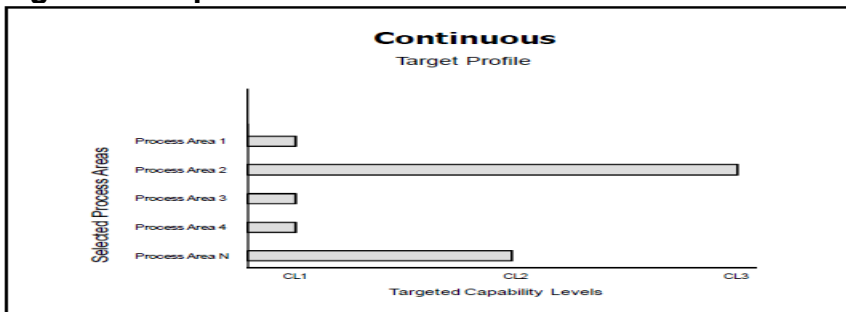 Continuous
Target Profile
Selected Process Areas
Process Area 1
Process Area 2
Process Area 3
Process Area 4
Process Area N
CL1 CL2 CL3
Targeted Capability Levels